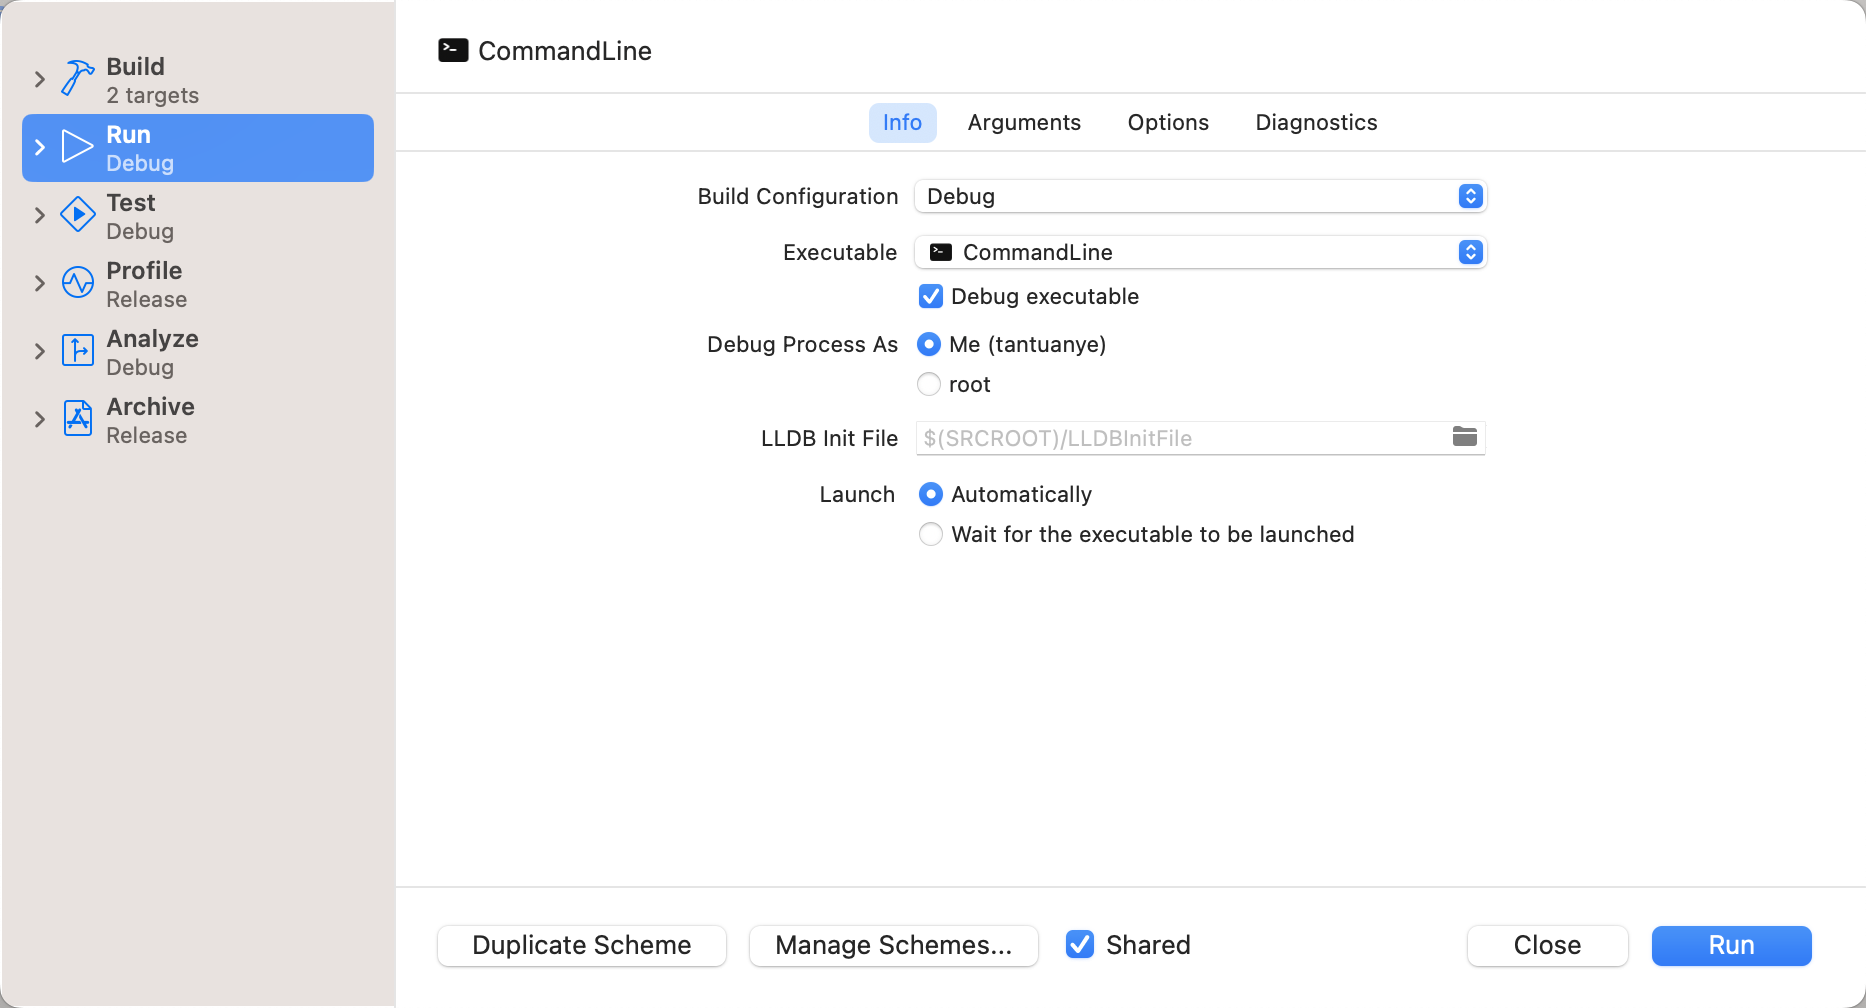 Build
2 targets
Run
Debug
Test
Debug
Profile
Release
Analyze
Debug
Archive
Release
CommandLine
Info Arguments Options Diagnostics
Build Configuration Debug
Executable CommandLine
Debug executable
Debug Process As Me (tantuanye)
root
LLDB Init File $(SRCROOT)/LLDBInitFile
Launch Automatically
Wait for the executable to be launched
Duplicate Scheme Manage Schemes... Shared Close Run